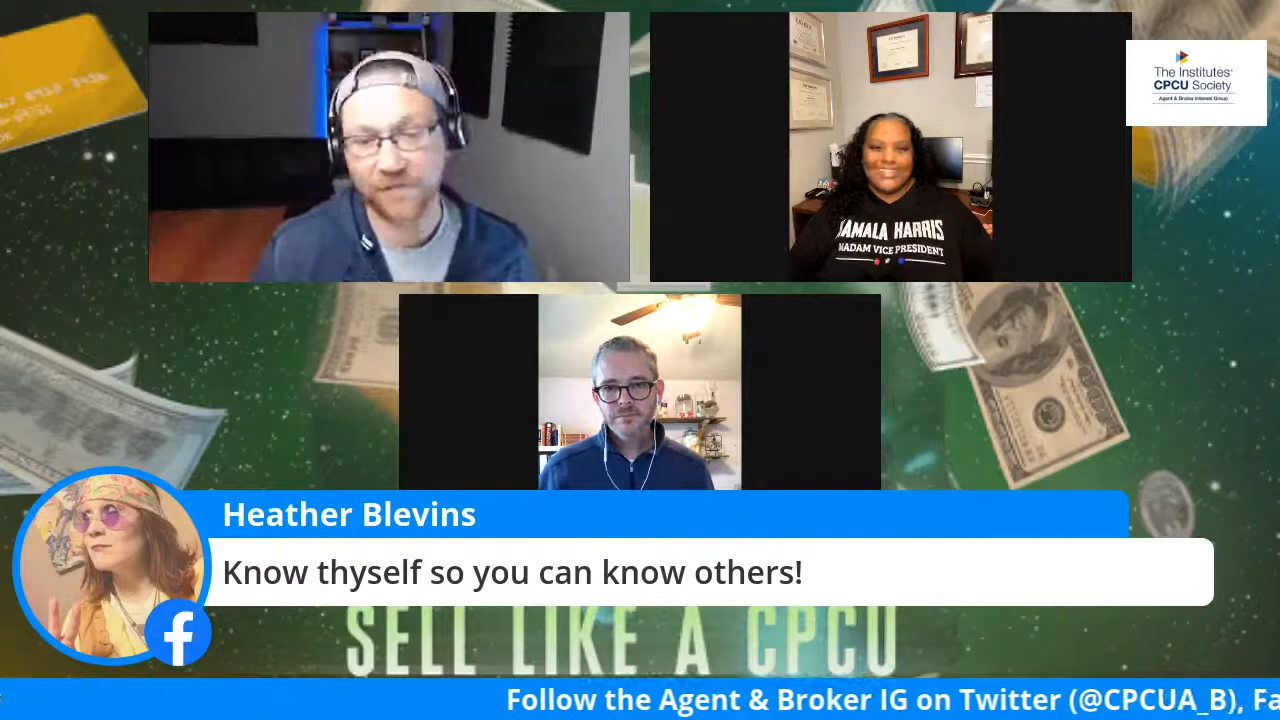 The Institutes
CPCU Society
Agent & Broker Interest Group
KAMALA HARRIS
MADAM VICE PRESIDENT
Heather Blevins
Know thyself so you can know others!
SELL LIKE A CPCU
Follow the Agent & Broker IG on Twitter (@CPCUA_B), Fa